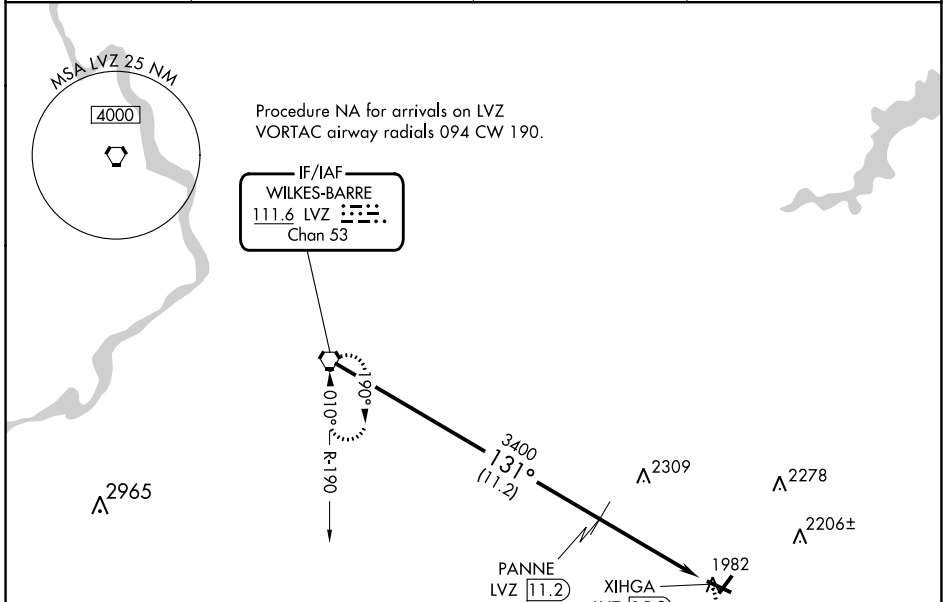 MSA LVZ 25 NM
4000
Procedure NA for arrivals on LVZ
VORTAC airway radials 094 CW 190.
IF/IAF
WILKES-BARRE
111.6 LVZ
Chan 53
190°
010°
R-190
3400
131°
(11.2)
2965
2309
2278
2206±
1982
PANNE
LVZ 11.2
XIHGA